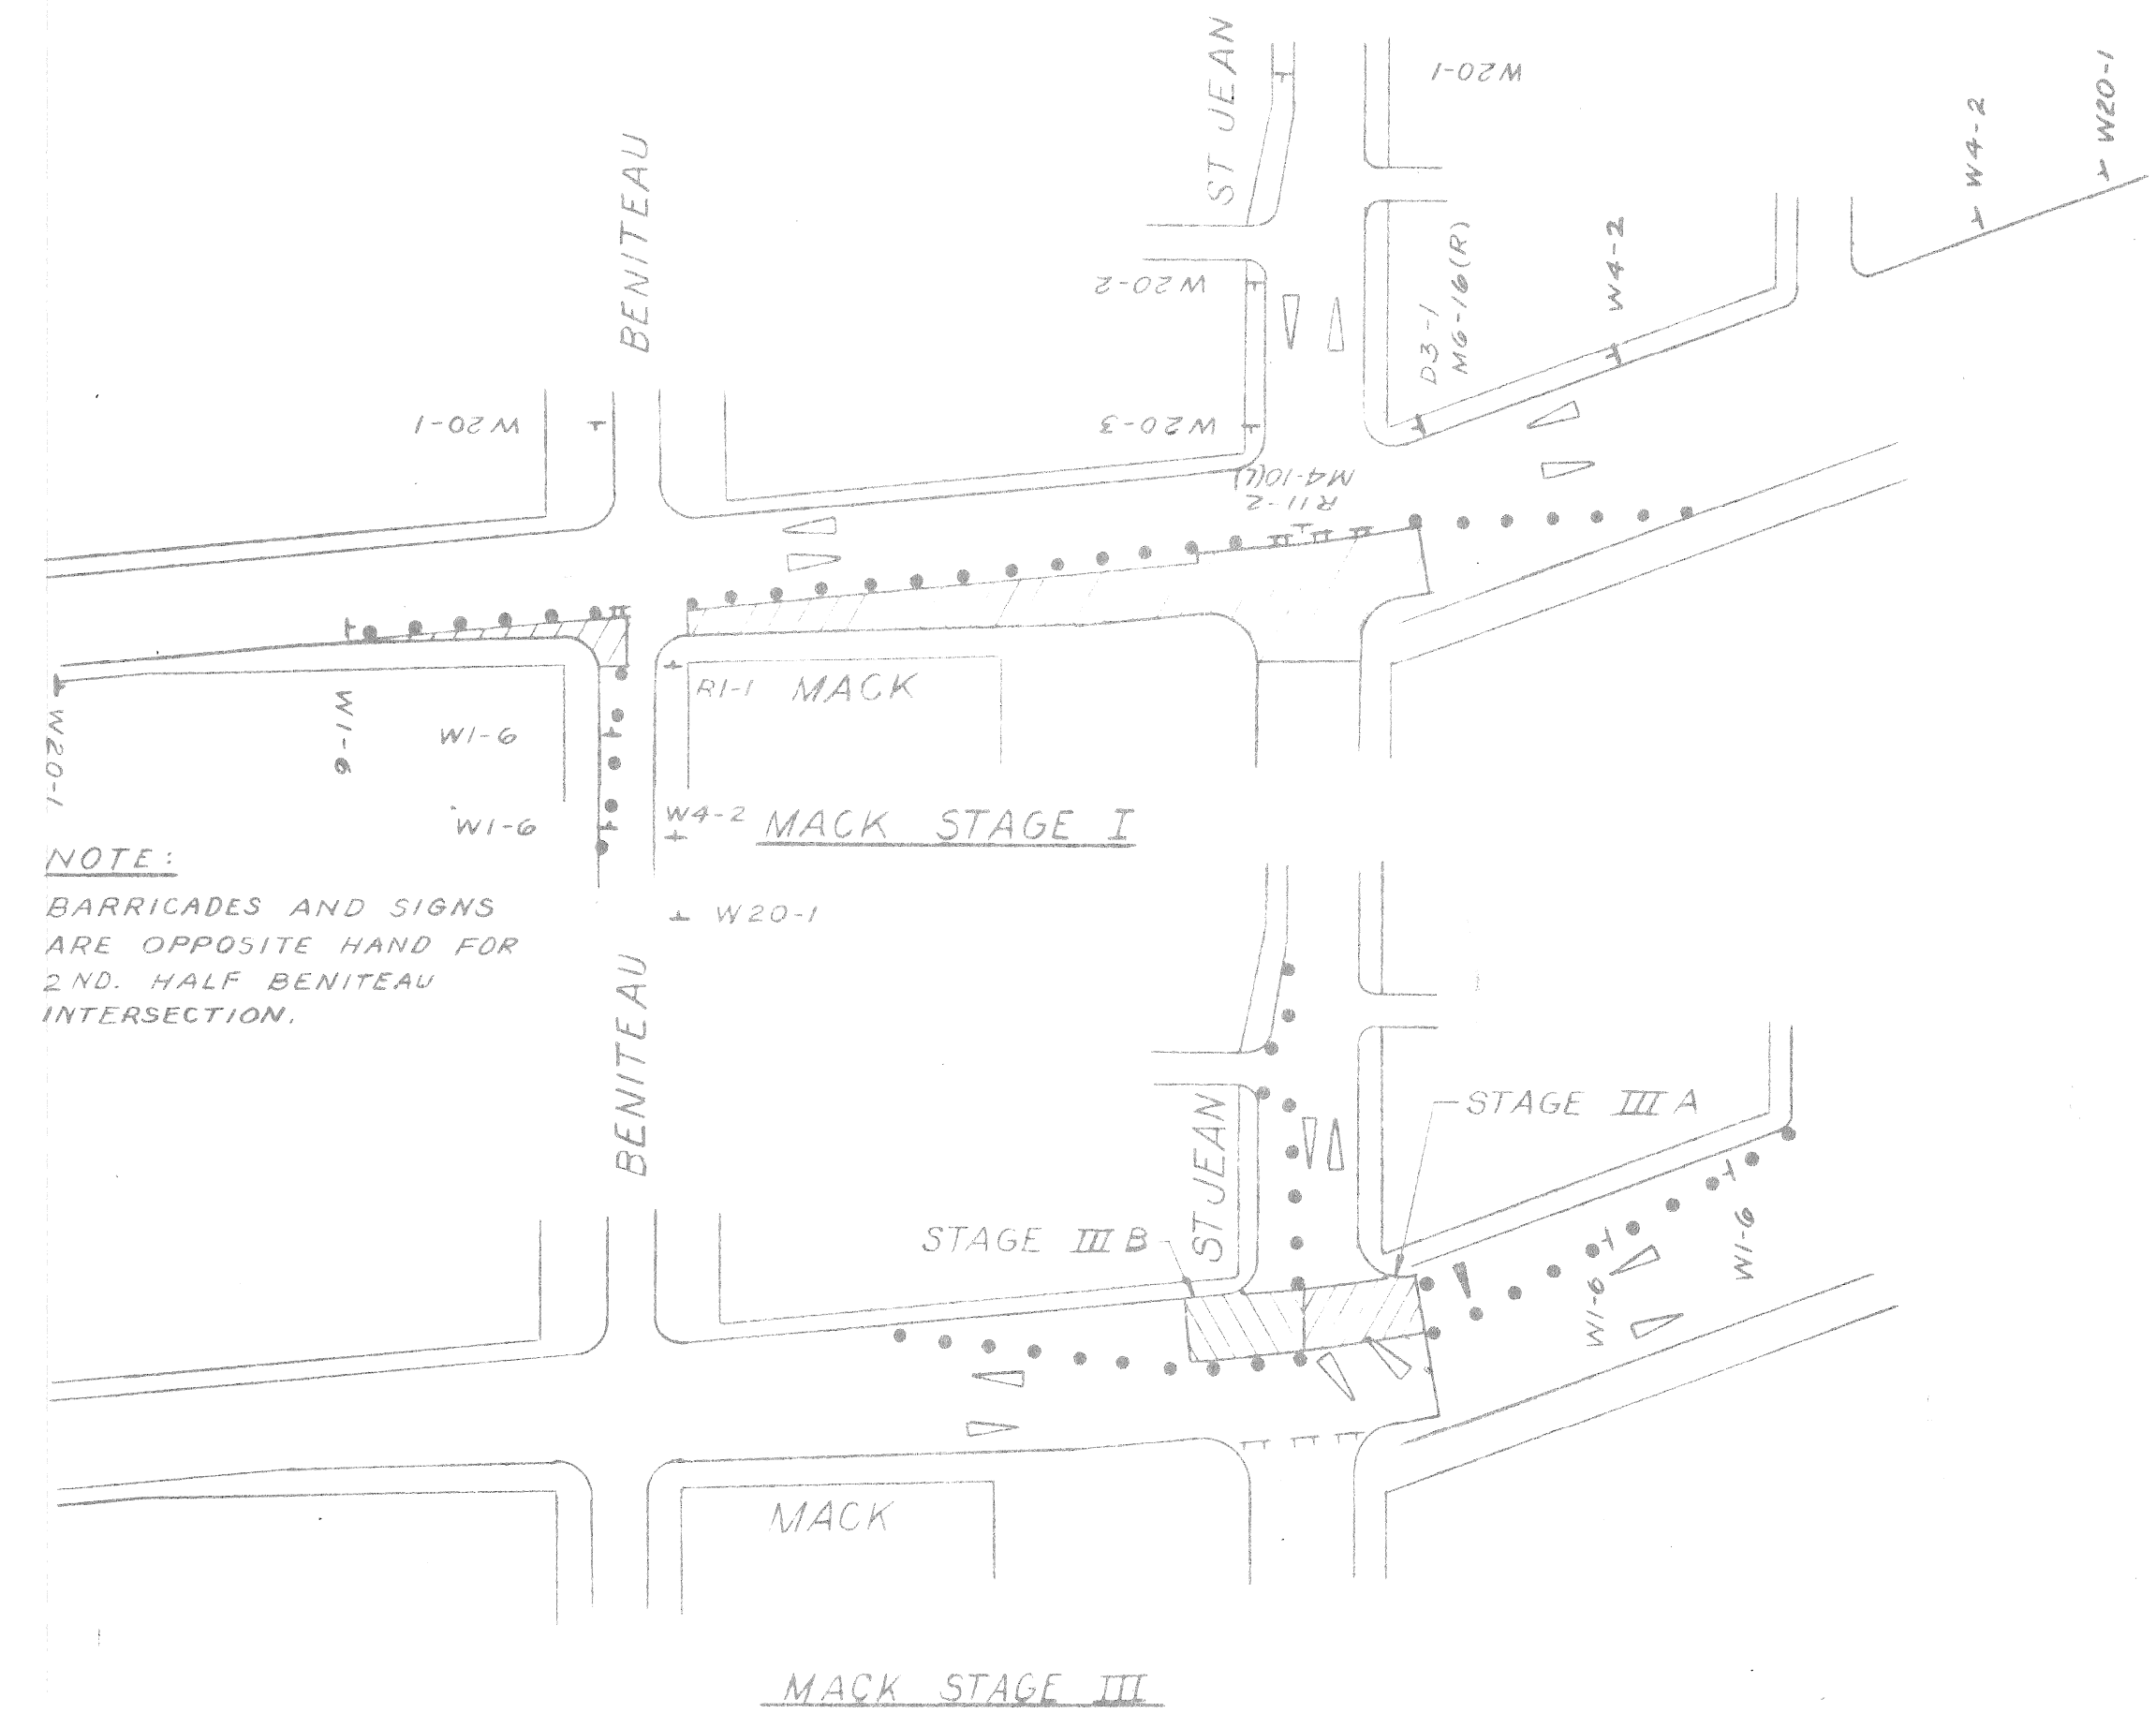 ST JEAN
W20-1
W4-2
W20-1
BENITEAU
W20-2
D3-1
M6-16(R)
W4-2
W20-1
W20-3
M4-10(L)
R11-2
R1-1
MACK
W20-1
W1-6
W1-6
W1-6
W4-2
MACK STAGE I
NOTE:
BARRICADES AND SIGNS
ARE OPPOSITE HAND FOR
2ND. HALF BENITEAU
INTERSECTION.
W20-1
BENITEAU
ST JEAN
STAGE III A
STAGE III B
W1-6
W1-6
MACK
MACK STAGE III